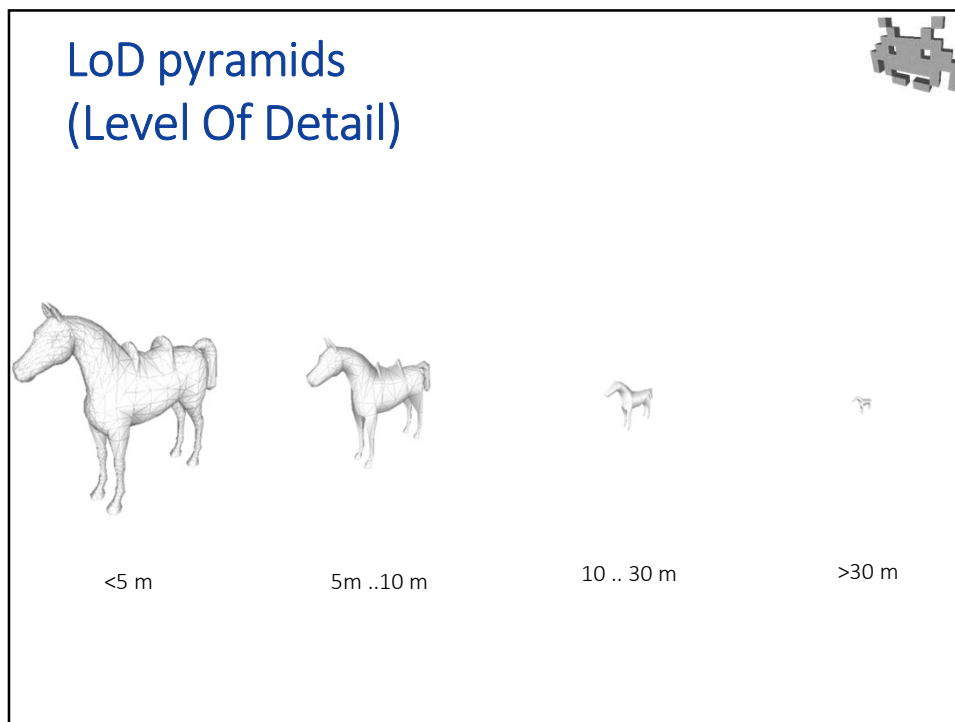 LoD pyramids
(Level Of Detail)
<5 m
5m ..10 m
10 .. 30 m
>30 m